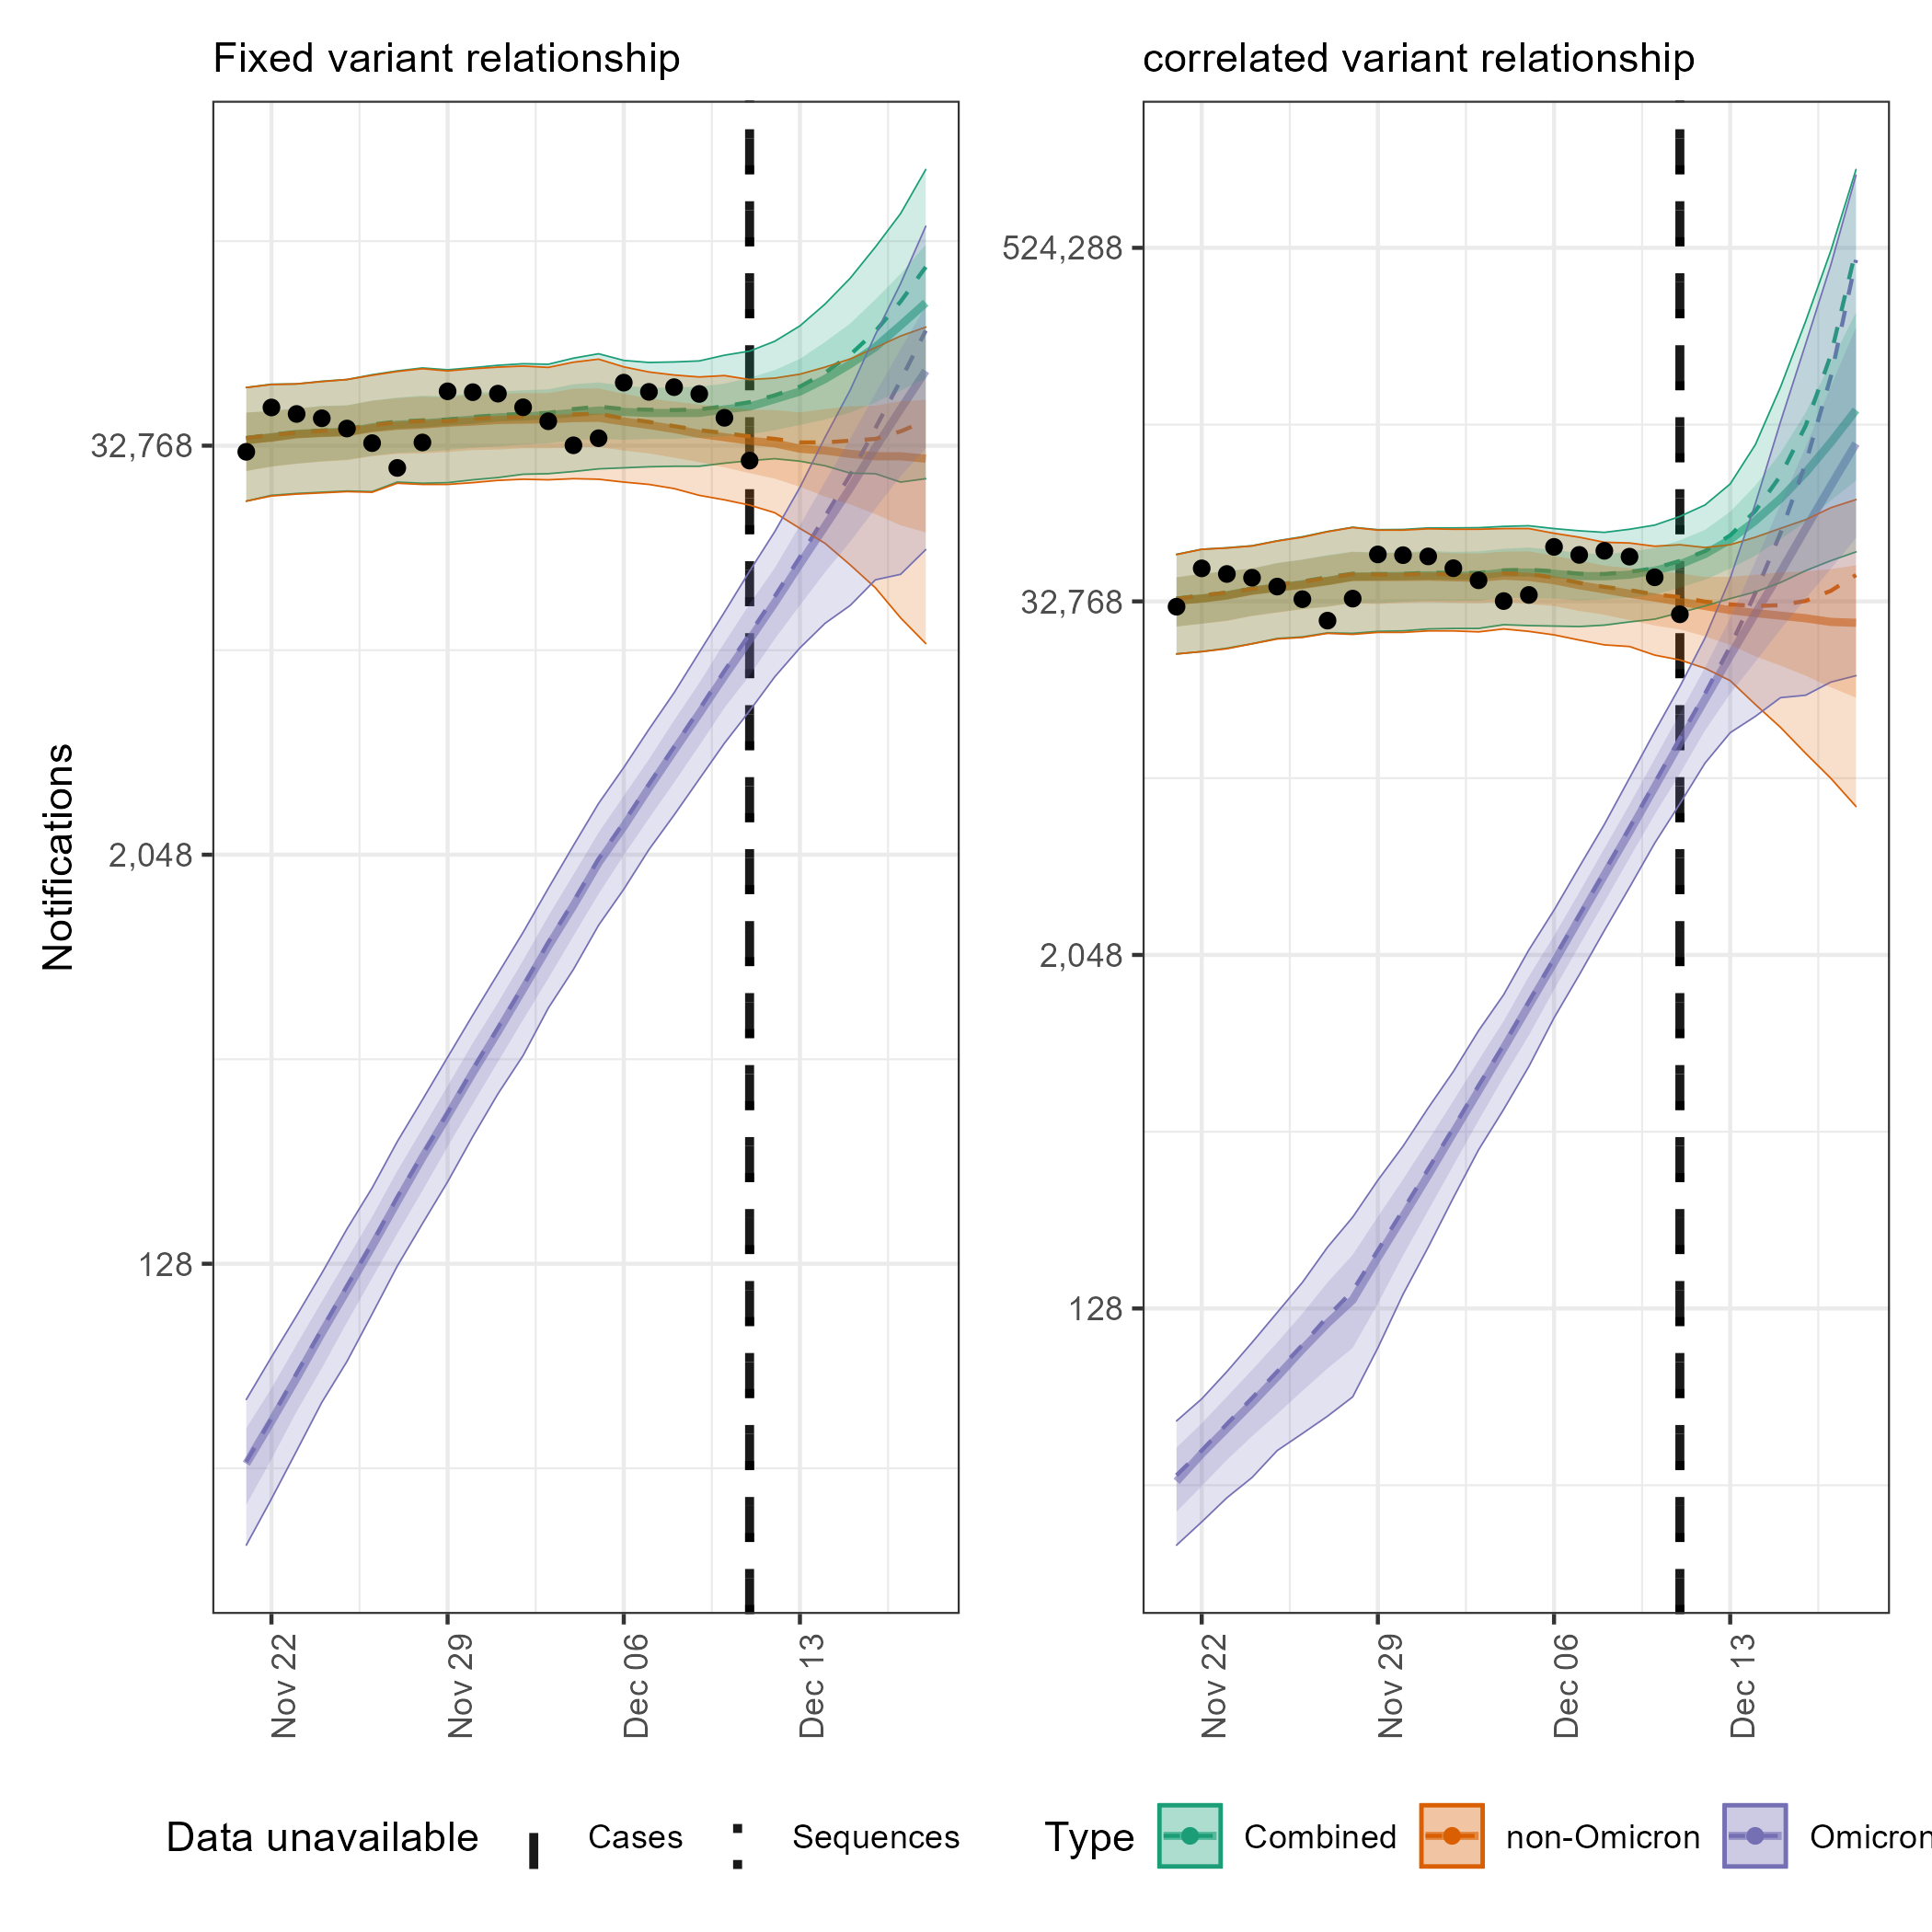 Fixed variant relationship
correlated variant relationship
Notifications
32,768
2,048
128
524,288
32,768
2,048
128
Nov 22
Nov 29
Dec 06
Dec 13
Nov 22
Nov 29
Dec 06
Dec 13
Data unavailable Cases Sequences Type Combined non-Omicron Omicron